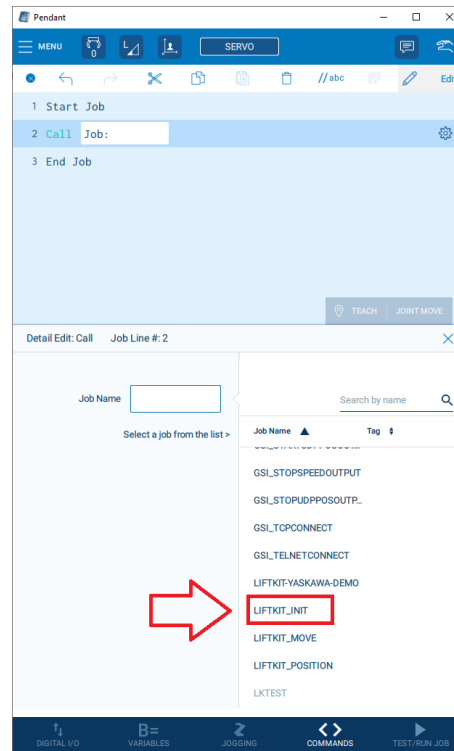 Pendant
MENU
0
L
SERVO
// abc
Edi
1 Start Job
2 Call Job:
3 End Job
TEACH
JOINT MOVE
Detail Edit: Call Job Line #: 2
Job Name
Search by name
Select a job from the list >
Job Name
Tag
GSI_STOPSPEEDOUTPUT
GSI_STOPUDPPOSOUTP...
GSI_TCPCONNECT
GSI_TELNETCONNECT
LIFTKIT-YASKAWA-DEMO
LIFTKIT_INIT
LIFTKIT_MOVE
LIFTKIT_POSITION
LKTEST
DIGITAL I/O
B=
VARIABLES
JOGGING
COMMANDS
TEST/RUN JOB